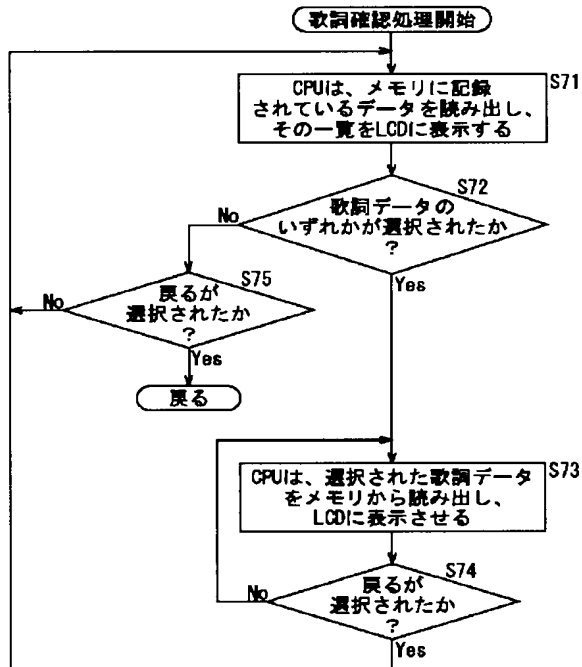 歌詞確認処理開始
S71
CPUは、メモリに記録
されているデータを読み出し、
その一覧をLCDに表示する
S72
歌詞データの
いずれかが選択されたか
?
No
Yes
S75
戻るが
選択されたか
?
No
Yes
戻る
S73
CPUは、選択された歌詞データ
をメモリから読み出し、
LCDに表示させる
S74
戻るが
選択されたか
?
No
Yes